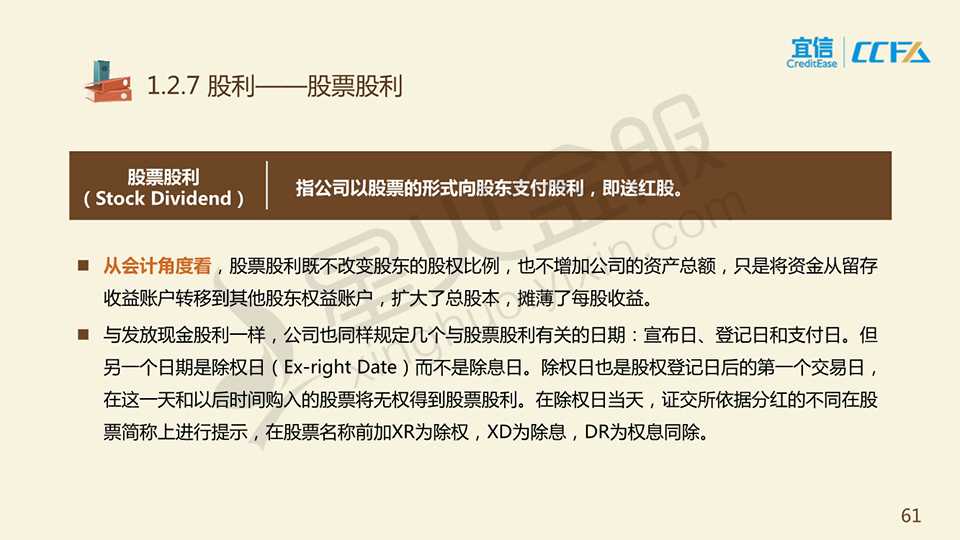 宜信
CreditEase
CCFA
1.2.7 股利——股票股利
股票股利
（Stock Dividend）
指公司以股票的形式向股东支付股利，即送红股。
■ 从会计角度看，股票股利既不改变股东的股权比例，也不增加公司的资产总额，只是将资金从留存
收益账户转移到其他股东权益账户，扩大了总股本，摊薄了每股收益。
■ 与发放现金股利一样，公司也同样规定几个与股票股利有关的日期：宣布日、登记日和支付日。但
另一个日期是除权日（Ex-right Date）而不是除息日。除权日也是股权登记日后的第一个交易日，
在这一天和以后时间购入的股票将无权得到股票股利。在除权日当天，证交所依据分红的不同在股
票简称上进行提示，在股票名称前加XR为除权，XD为除息，DR为权息同除。
星火金服
xinghuo.yixin.com
61